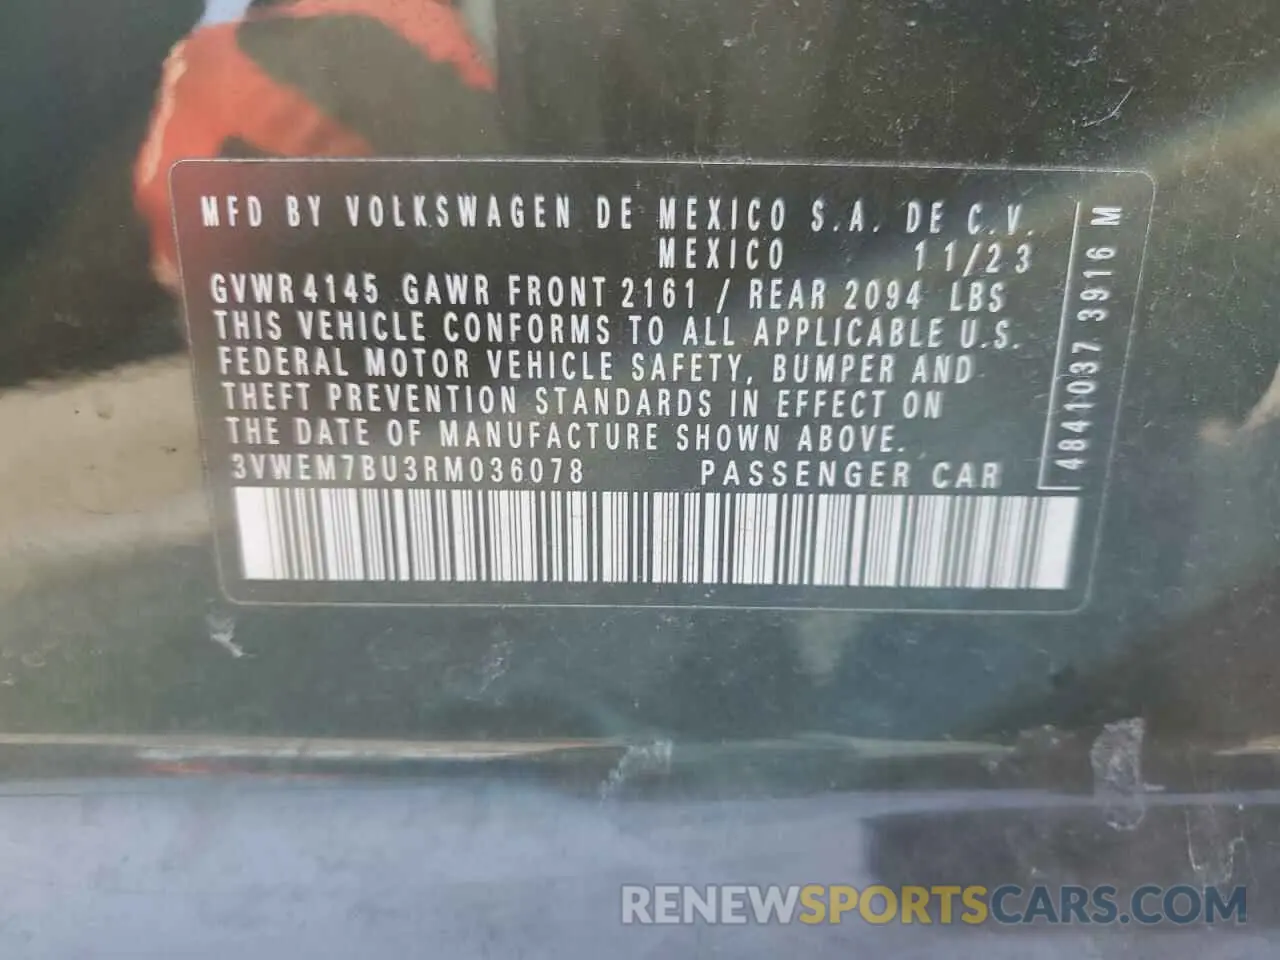 MFD BY VOLKSWAGEN DE MEXICO S.A. DE C.V.
MEXICO 11/23
GVWR 4145 GAWR FRONT 2161 / REAR 2094 LBS
THIS VEHICLE CONFORMS TO ALL APPLICABLE U.S.
FEDERAL MOTOR VEHICLE SAFETY, BUMPER AND
THEFT PREVENTION STANDARDS IN EFFECT ON
THE DATE OF MANUFACTURE SHOWN ABOVE.
3VWEM7BU3RM036078 PASSENGER CAR
4841037 3916 M
RENEWSPORTSCARS.COM